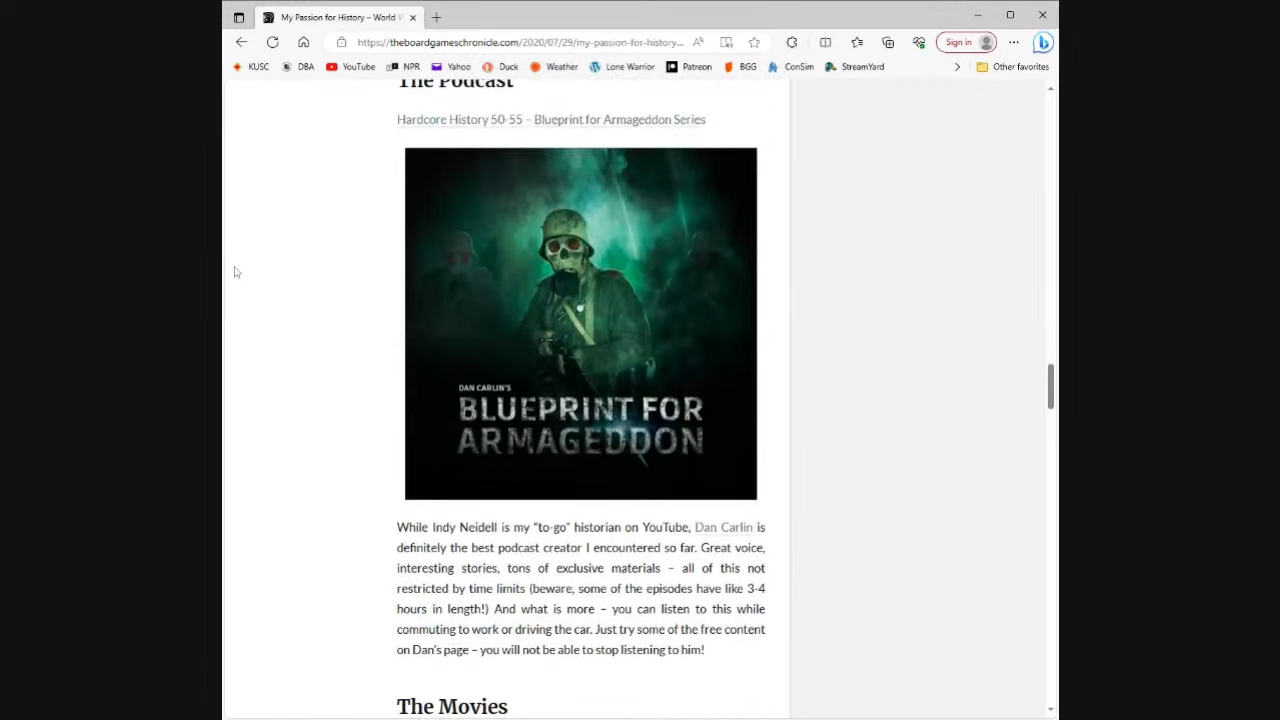 My Passion for History – World V
https://theboardgameschronicle.com/2020/07/29/my-passion-for-history...
Sign in
KUSC DBA YouTube NPR Yahoo Duck Weather Lone Warrior Patreon BGG ConSim StreamYard Other favorites
The Podcast
Hardcore History 50-55 – Blueprint for Armageddon Series
DAN CARLIN'S
BLUEPRINT FOR
ARMAGEDDON
While Indy Neidell is my "to-go" historian on YouTube, Dan Carlin is
definitely the best podcast creator I encountered so far. Great voice,
interesting stories, tons of exclusive materials – all of this not
restricted by time limits (beware, some of the episodes have like 3-4
hours in length!) And what is more – you can listen to this while
commuting to work or driving the car. Just try some of the free content
on Dan's page – you will not be able to stop listening to him!
The Movies